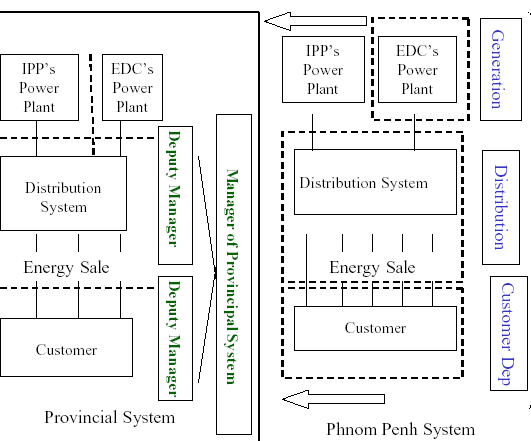 IPP's
Power
Plant
EDC's
Power
Plant
Deputy Manager
Distribution
System
Energy Sale
Deputy Manager
Customer
Manager of Provincipal System
Provincial System
IPP's
Power
Plant
EDC's
Power
Plant
Generation
Distribution System
Distribution
Energy Sale
Customer
Customer Dep
Phnom Penh System